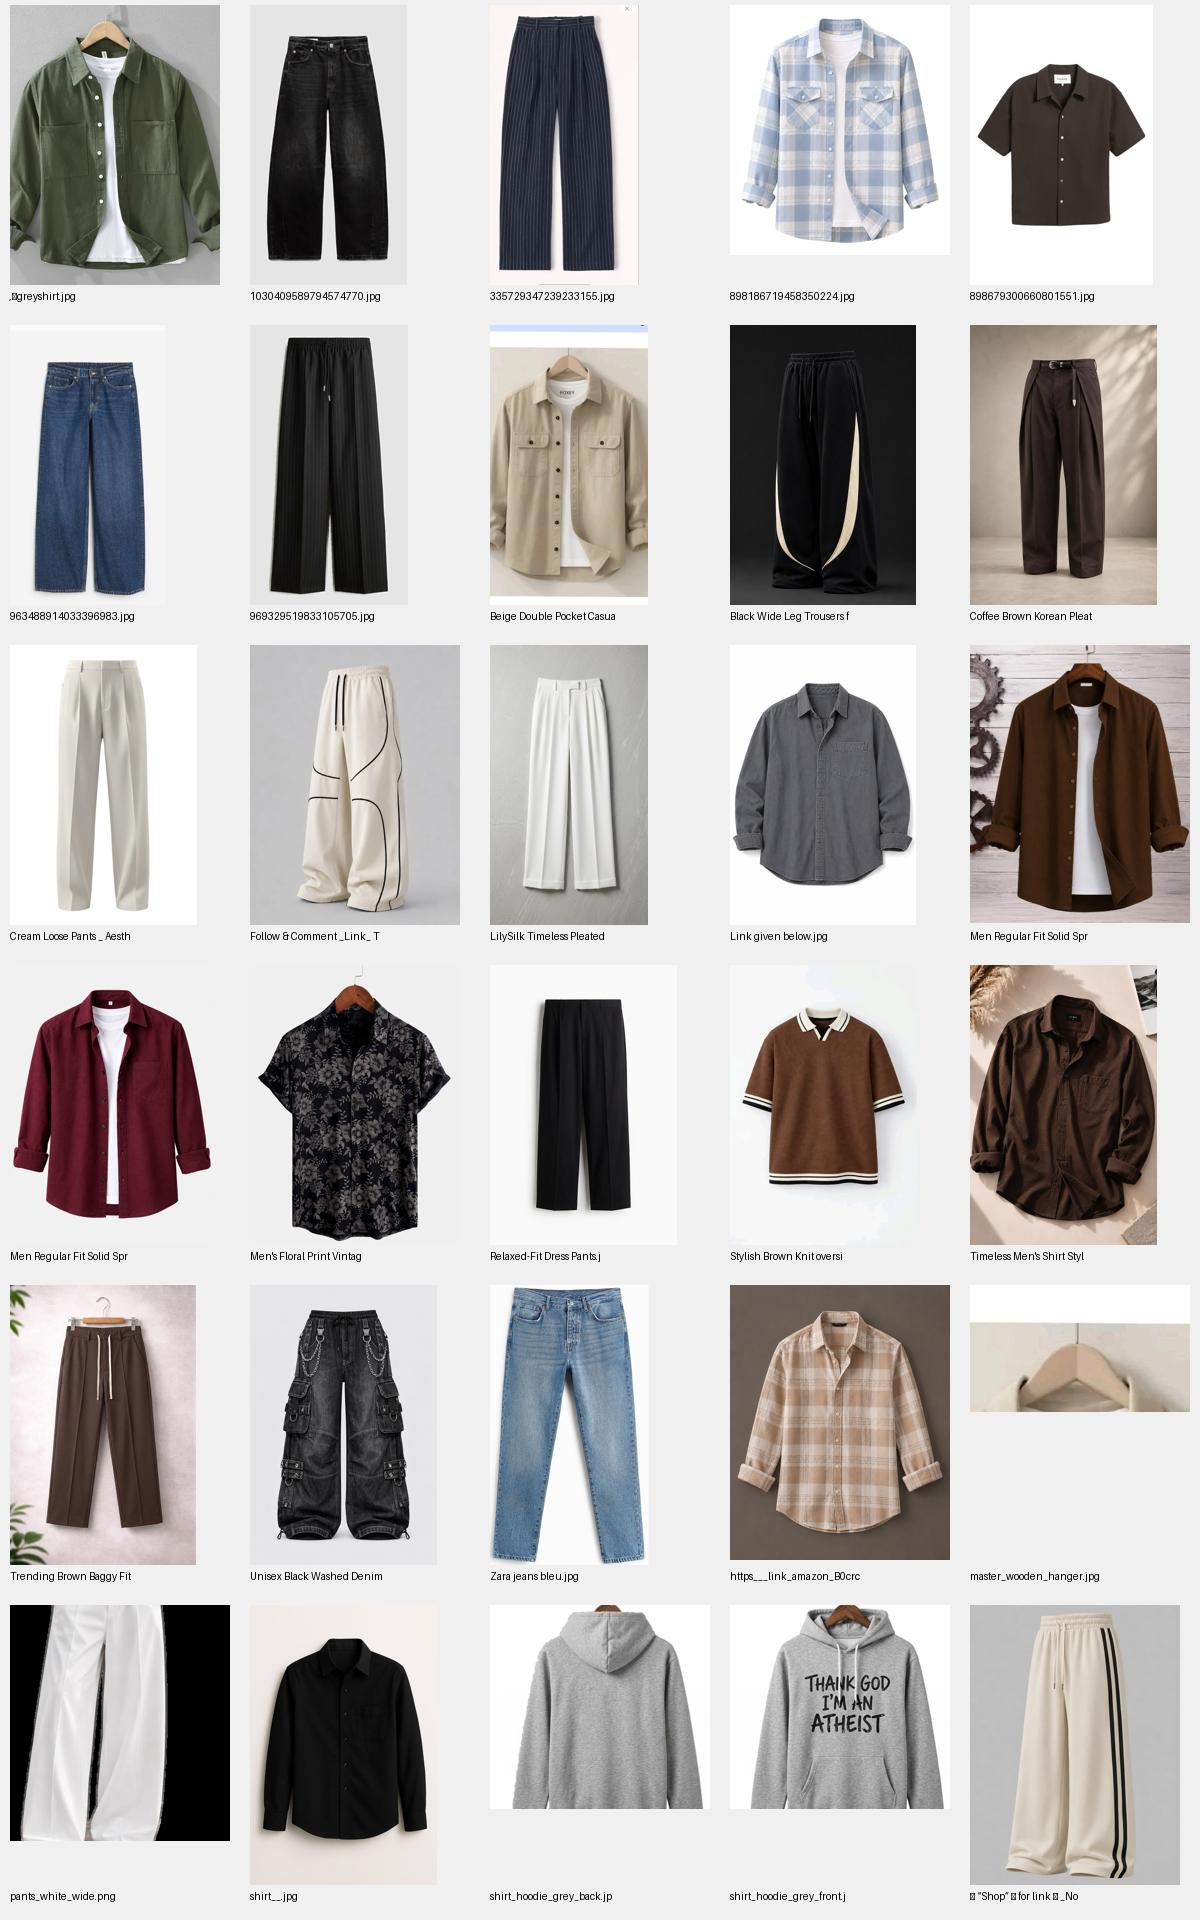 greyshirt.jpg
1030409589794574770.jpg
335729347239233155.jpg
898186719458350224.jpg
898679300660801551.jpg
963488914033396983.jpg
969329519833105705.jpg
FOXEY
Beige Double Pocket Casua
Black Wide Leg Trousers f
Coffee Brown Korean Pleat
Cream Loose Pants _ Aesth
Follow & Comment _Link_ T
LilySilk Timeless Pleated
Link given below.jpg
Men Regular Fit Solid Spr
Men Regular Fit Solid Spr
Men's Floral Print Vintag
Relaxed-Fit Dress Pants.j
Stylish Brown Knit oversi
Timeless Men's Shirt Styl
Trending Brown Baggy Fit
Unisex Black Washed Denim
Zara jeans bleu.jpg
https___link_amazon_B0crc
master_wooden_hanger.jpg
THANK GOD
I'M AN
ATHEIST
pants_white_wide.png
shirt__.jpg
shirt_hoodie_grey_back.jp
shirt_hoodie_grey_front.j
"Shop" for link _No